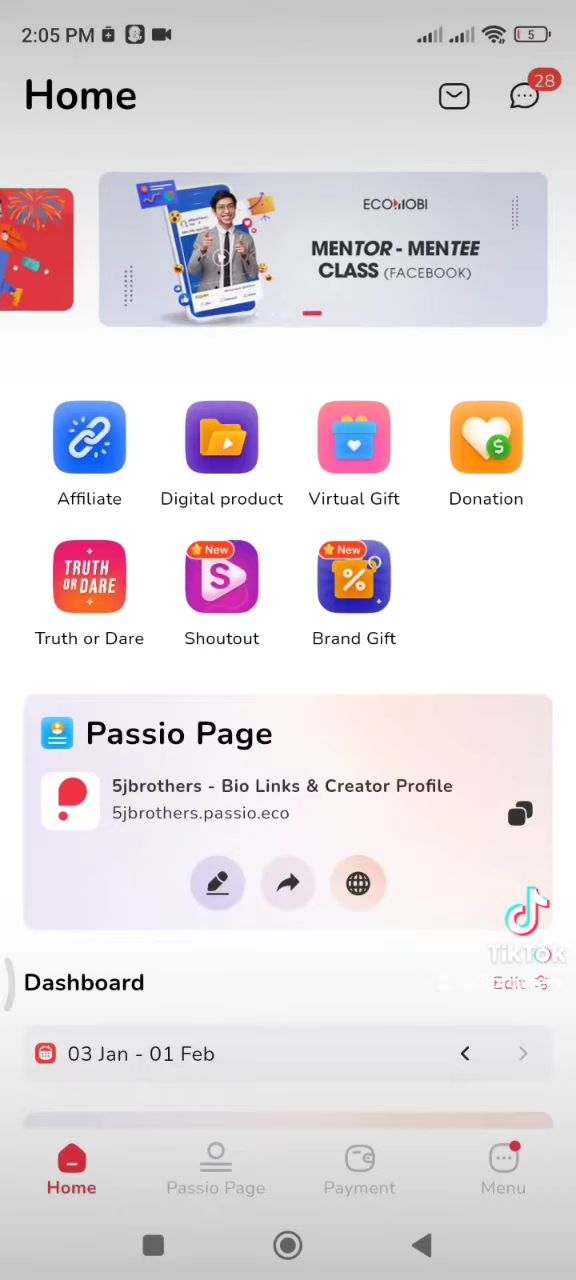 2:05 PM
5
Home
28
ECOMOBI
MENTOR - MENTEE
CLASS (FACEBOOK)
Affiliate
Digital product
Virtual Gift
Donation
TRUTH
OR DARE
New
S
New
Truth or Dare
Shoutout
Brand Gift
Passio Page
5jbrothers - Bio Links & Creator Profile
5jbrothers.passio.eco
TikTok
Dashboard
Edit
03 Jan - 01 Feb
Home
Passio Page
Payment
Menu